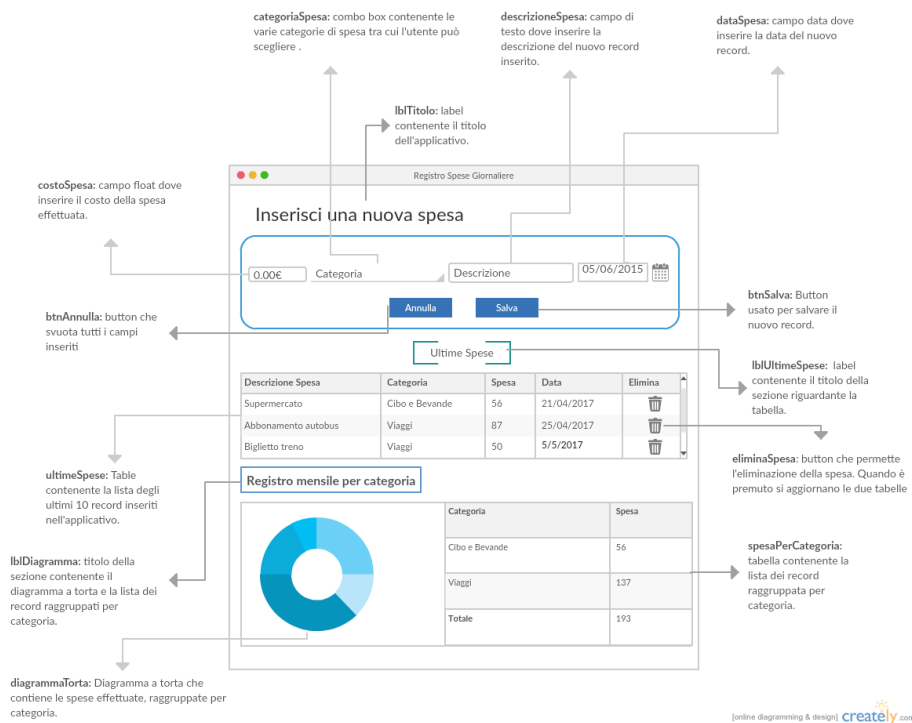 categoriaSpesa: combo box contenente le
varie categorie di spesa tra cui l'utente può
scegliere .
descrizioneSpesa: campo di
testo dove inserire la
descrizione del nuovo record
inserito.
dataSpesa: campo data dove
inserire la data del nuovo
record.
lblTitolo: label
contenente il titolo
dell'applicativo.
costoSpesa: campo float dove
inserire il costo della spesa
effettuata.
Registro Spese Giornaliere
Inserisci una nuova spesa
0.00€ Categoria Descrizione 05/06/2015
Annulla Salva
btnAnnulla: button che
svuota tutti i campi
inseriti
btnSalva: Button
usato per salvare il
nuovo record.
Ultime Spese
lblUltimeSpese: label
contenente il titolo della
sezione riguardante la
tabella.
Descrizione Spesa Categoria Spesa Data Elimina
Supermercato Cibo e Bevande 56 21/04/2017
Abbonamento autobus Viaggi 87 25/04/2017
Biglietto treno Viaggi 50 5/5/2017
eliminaSpesa: button che permette
l'eliminazione della spesa. Quando è
premuto si aggiornano le due tabelle
ultimeSpese: Table
contenente la lista degli
ultimi 10 record inseriti
nell'applicativo.
Registro mensile per categoria
Categoria Spesa
Cibo e Bevande 56
Viaggi 137
Totale 193
spesaPerCategoria:
tabella contenente la
lista dei record
raggruppata per
categoria.
lblDiagramma: titolo della
sezione contenente il
diagramma a torta e la lista dei
record raggruppati per
categoria.
diagrammaTorta: Diagramma a torta che
contiene le spese effettuate, raggruppate per
categoria.
[online diagramming & design] creately.com